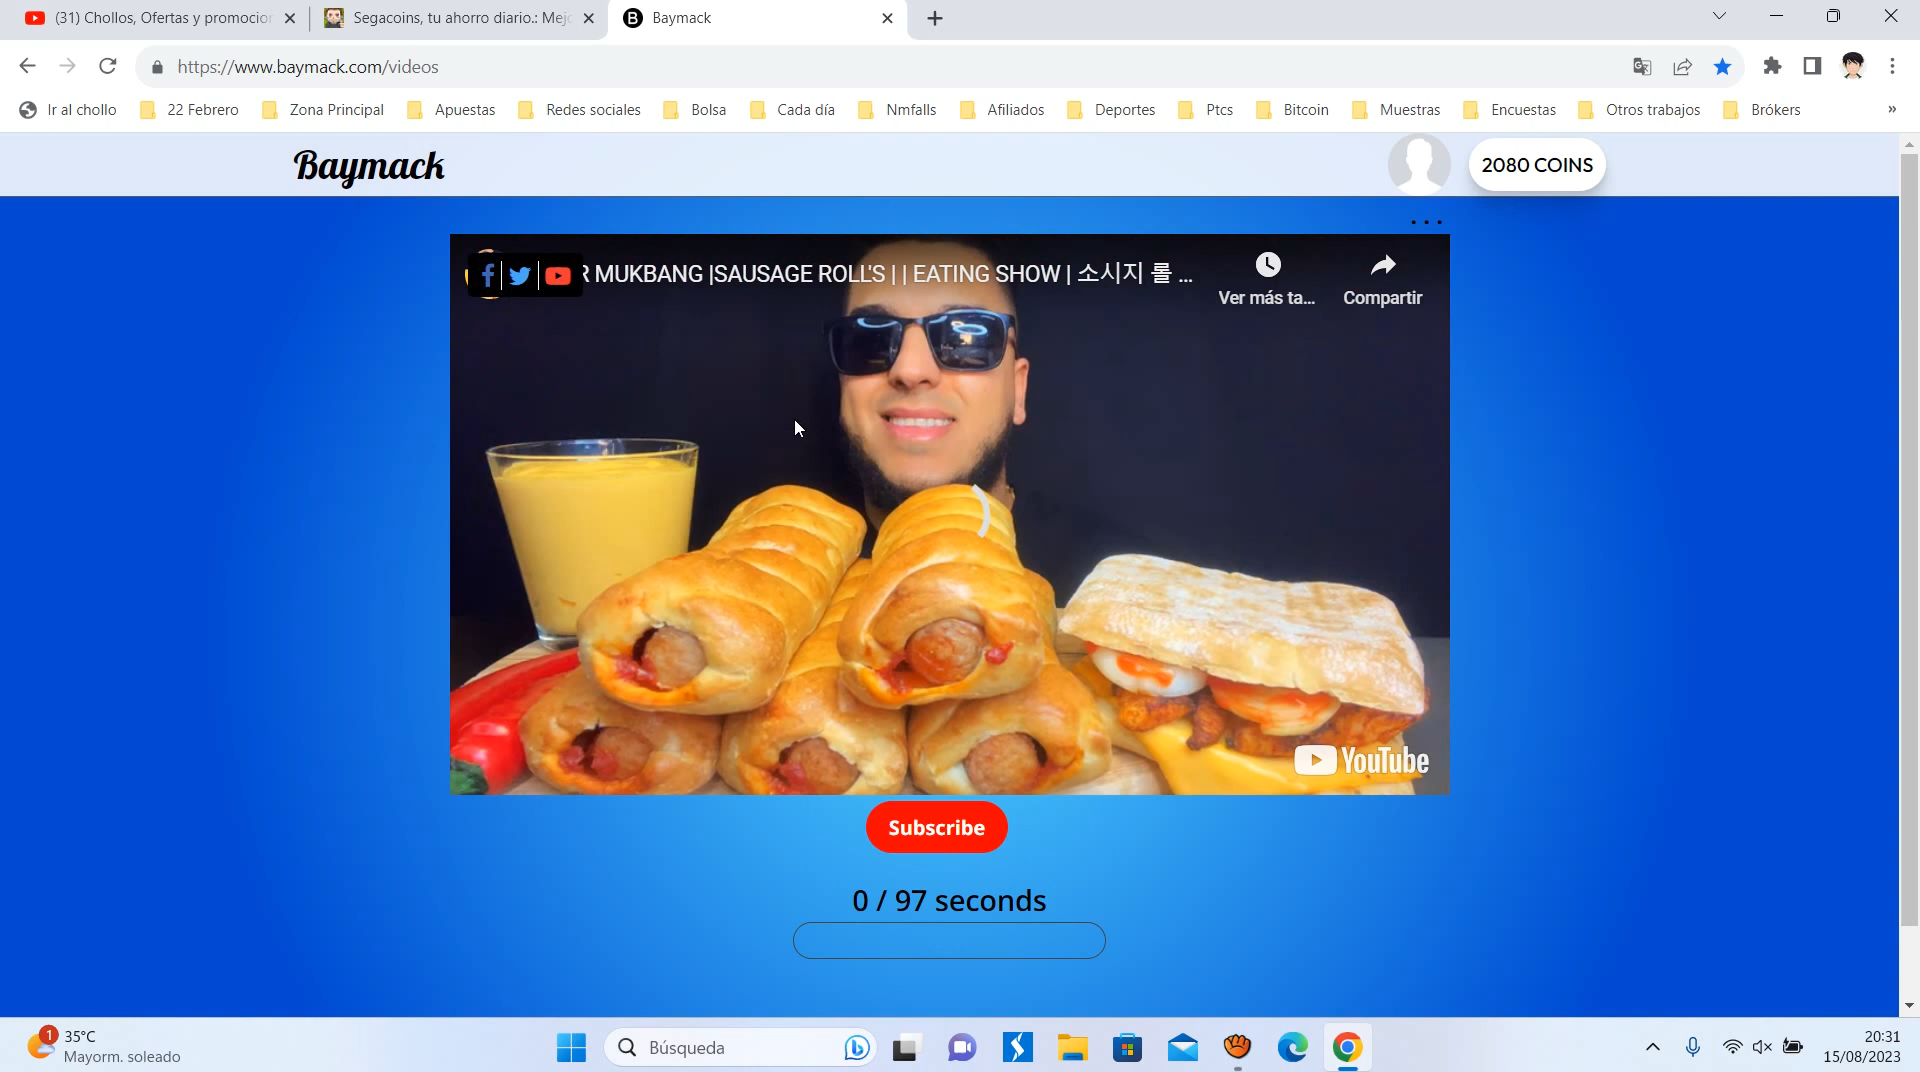 (31) Chollos, Ofertas y promocion
Segacoins, tu ahorro diario.: Mejo
Baymack
https://www.baymack.com/videos
Ir al chollo
22 Febrero
Zona Principal
Apuestas
Redes sociales
Bolsa
Cada día
Nmfalls
Afiliados
Deportes
Ptcs
Bitcoin
Muestras
Encuestas
Otros trabajos
Brókers
»
Baymack
2080 COINS
...
R MUKBANG |SAUSAGE ROLL'S | | EATING SHOW | 소시지 롤 ...
Ver más ta...
Compartir
YouTube
Subscribe
0 / 97 seconds
1
35°C
Mayorm. soleado
Búsqueda
20:31
15/08/2023